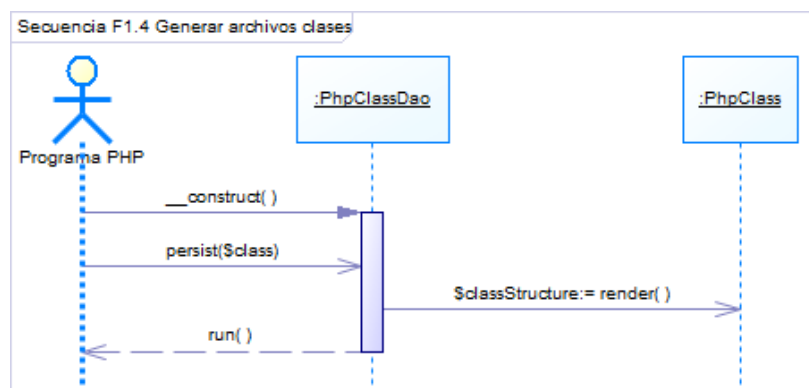 Secuencia F1.4 Generar archivos clases
:PhpClassDao
:PhpClass
Programa PHP
__construct( )
persist($class)
$classStructure:= render( )
run( )